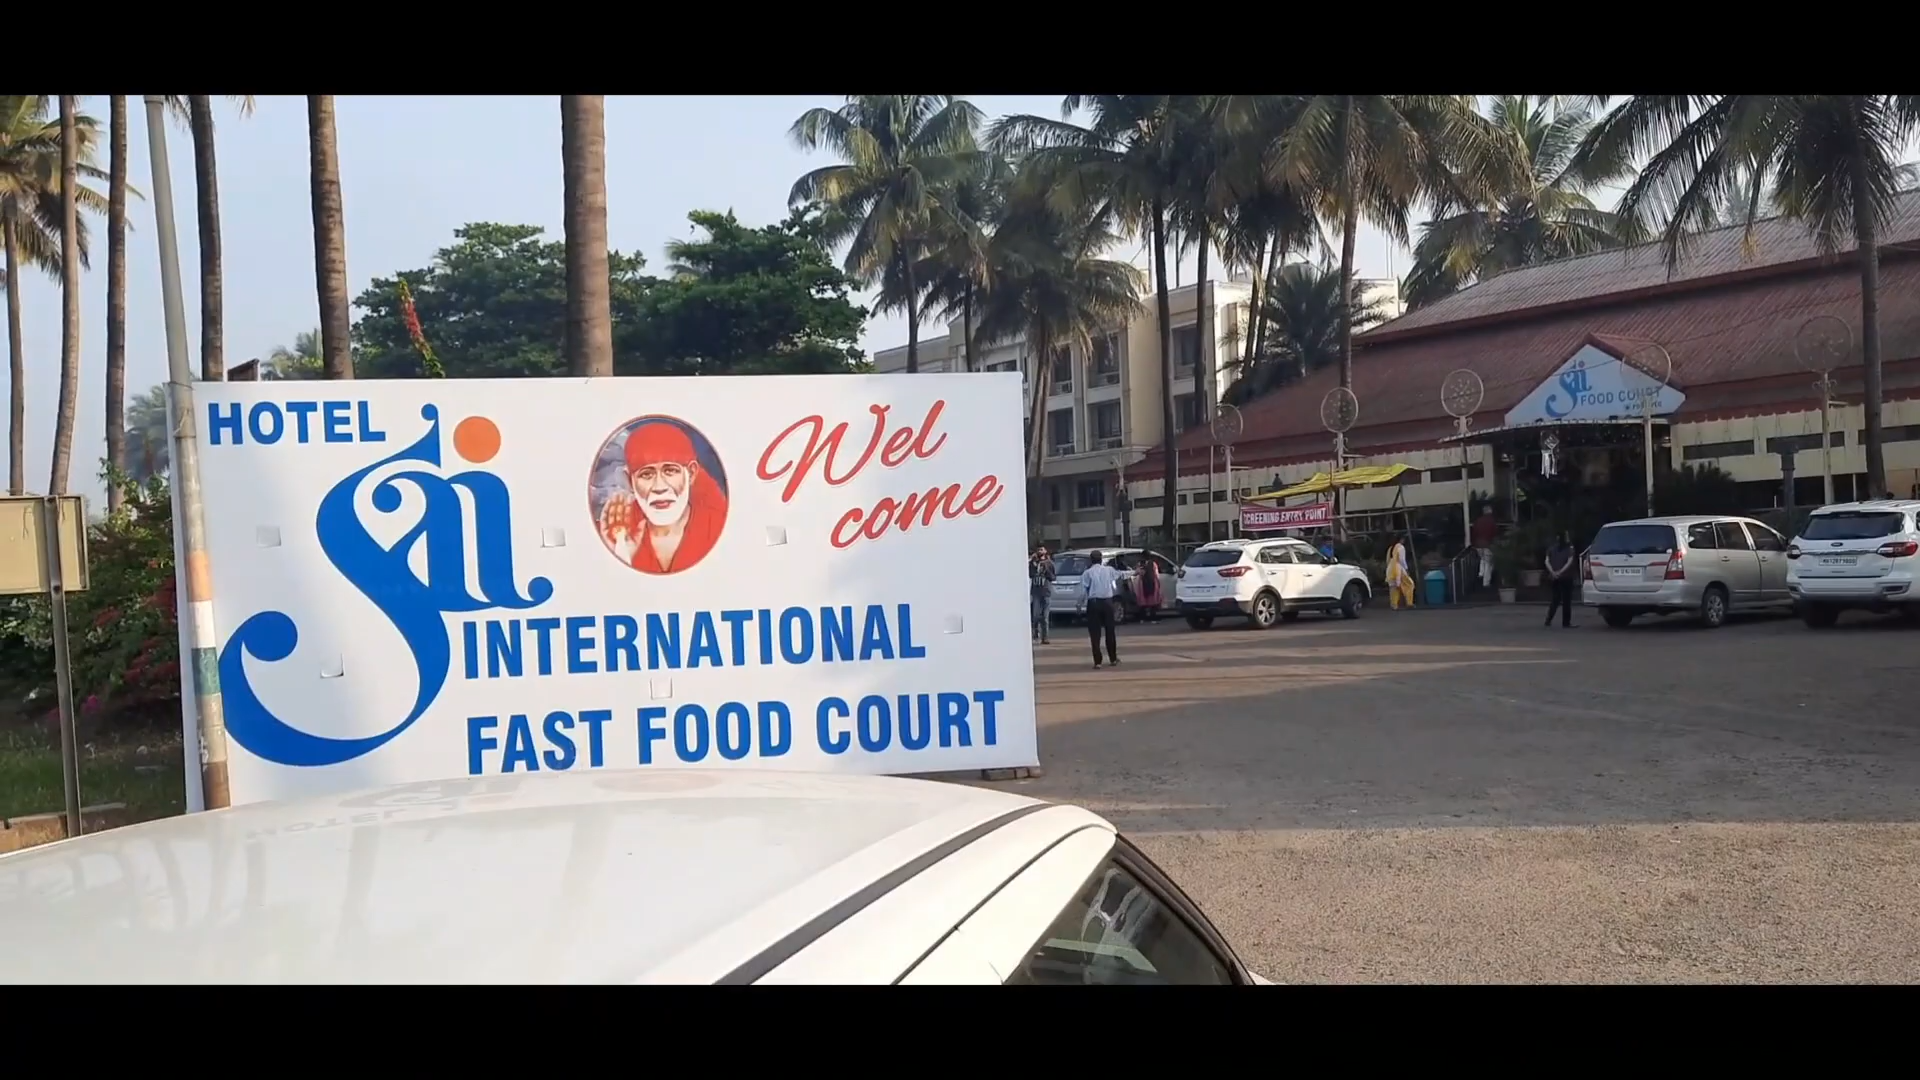 HOTEL
Sai
Wel
come
INTERNATIONAL
FAST FOOD COURT
Sai
FOOD COURT
SCREENING ENTRY POINT